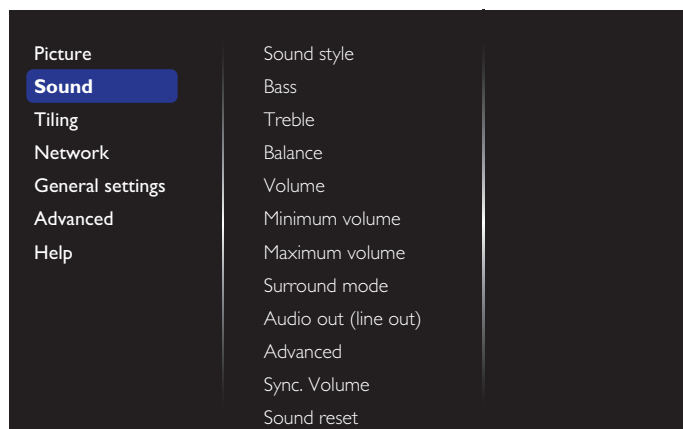 Picture
Sound
Tiling
Network
General settings
Advanced
Help
Sound style
Bass
Treble
Balance
Volume
Minimum volume
Maximum volume
Surround mode
Audio out (line out)
Advanced
Sync. Volume
Sound reset